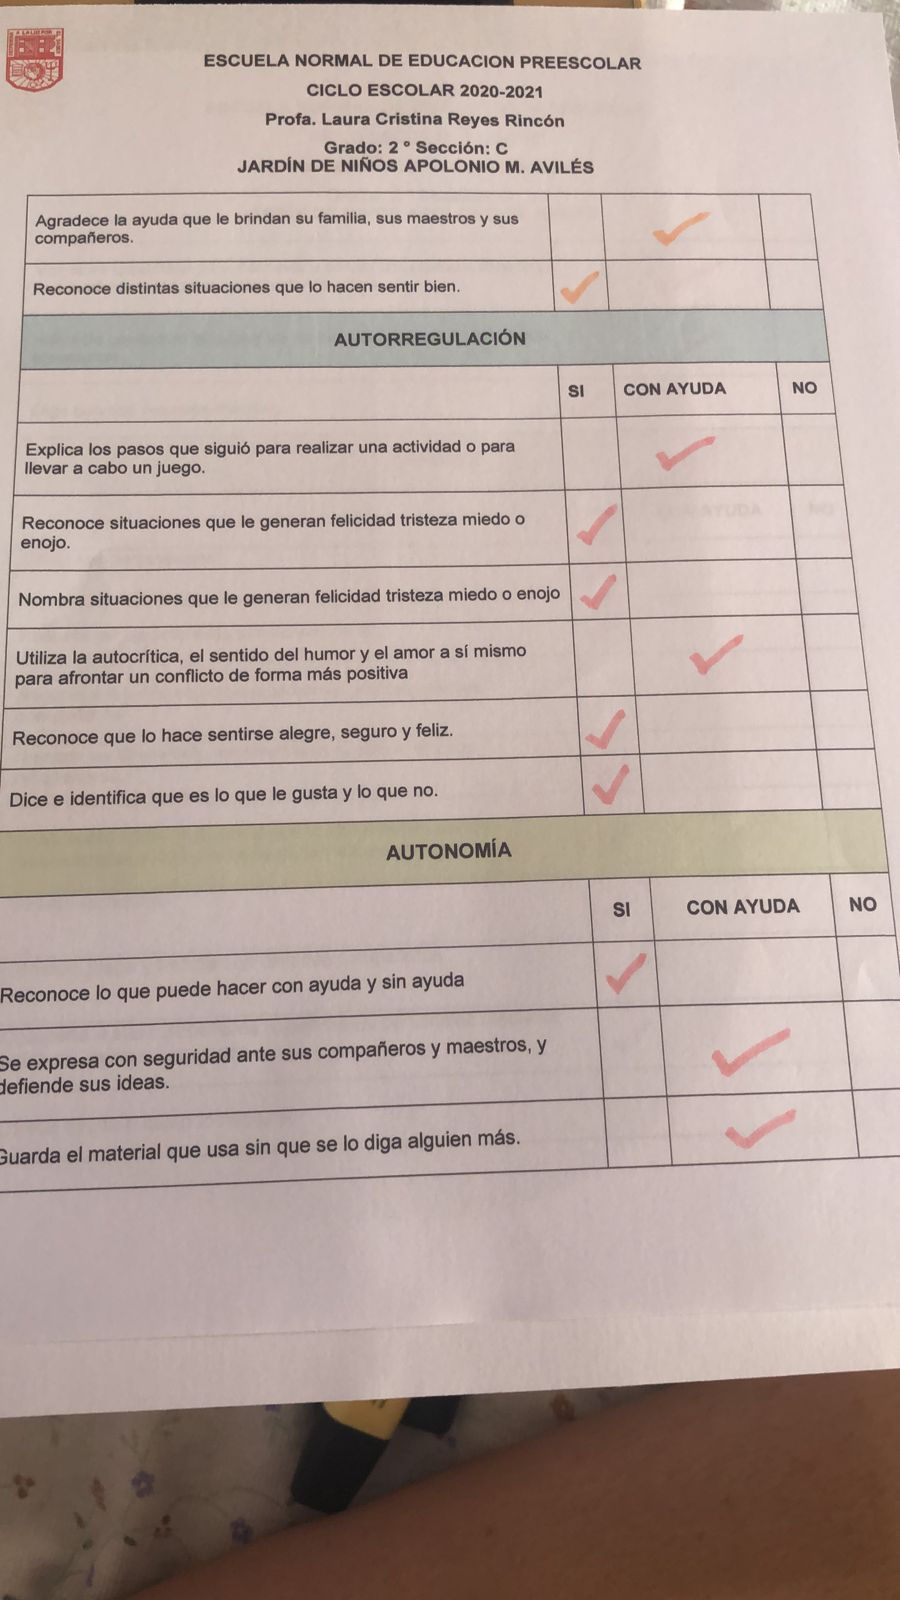 ESCUELA NORMAL DE EDUCACION PREESCOLAR
CICLO ESCOLAR 2020-2021
Profa. Laura Cristina Reyes Rincón
Grado: 2 ° Sección: C
JARDÍN DE NIÑOS APOLONIO M. AVILÉS
Agradece la ayuda que le brindan su familia, sus maestros y sus
compañeros.
Reconoce distintas situaciones que lo hacen sentir bien.
AUTORREGULACIÓN
SI CON AYUDA NO
Explica los pasos que siguió para realizar una actividad o para
llevar a cabo un juego.
Reconoce situaciones que le generan felicidad tristeza miedo o
enojo.
Nombra situaciones que le generan felicidad tristeza miedo o enojo
Utiliza la autocrítica, el sentido del humor y el amor a sí mismo
para afrontar un conflicto de forma más positiva
Reconoce que lo hace sentirse alegre, seguro y feliz.
Dice e identifica que es lo que le gusta y lo que no.
AUTONOMÍA
SI CON AYUDA NO
Reconoce lo que puede hacer con ayuda y sin ayuda
Se expresa con seguridad ante sus compañeros y maestros, y
defiende sus ideas.
Guarda el material que usa sin que se lo diga alguien más.